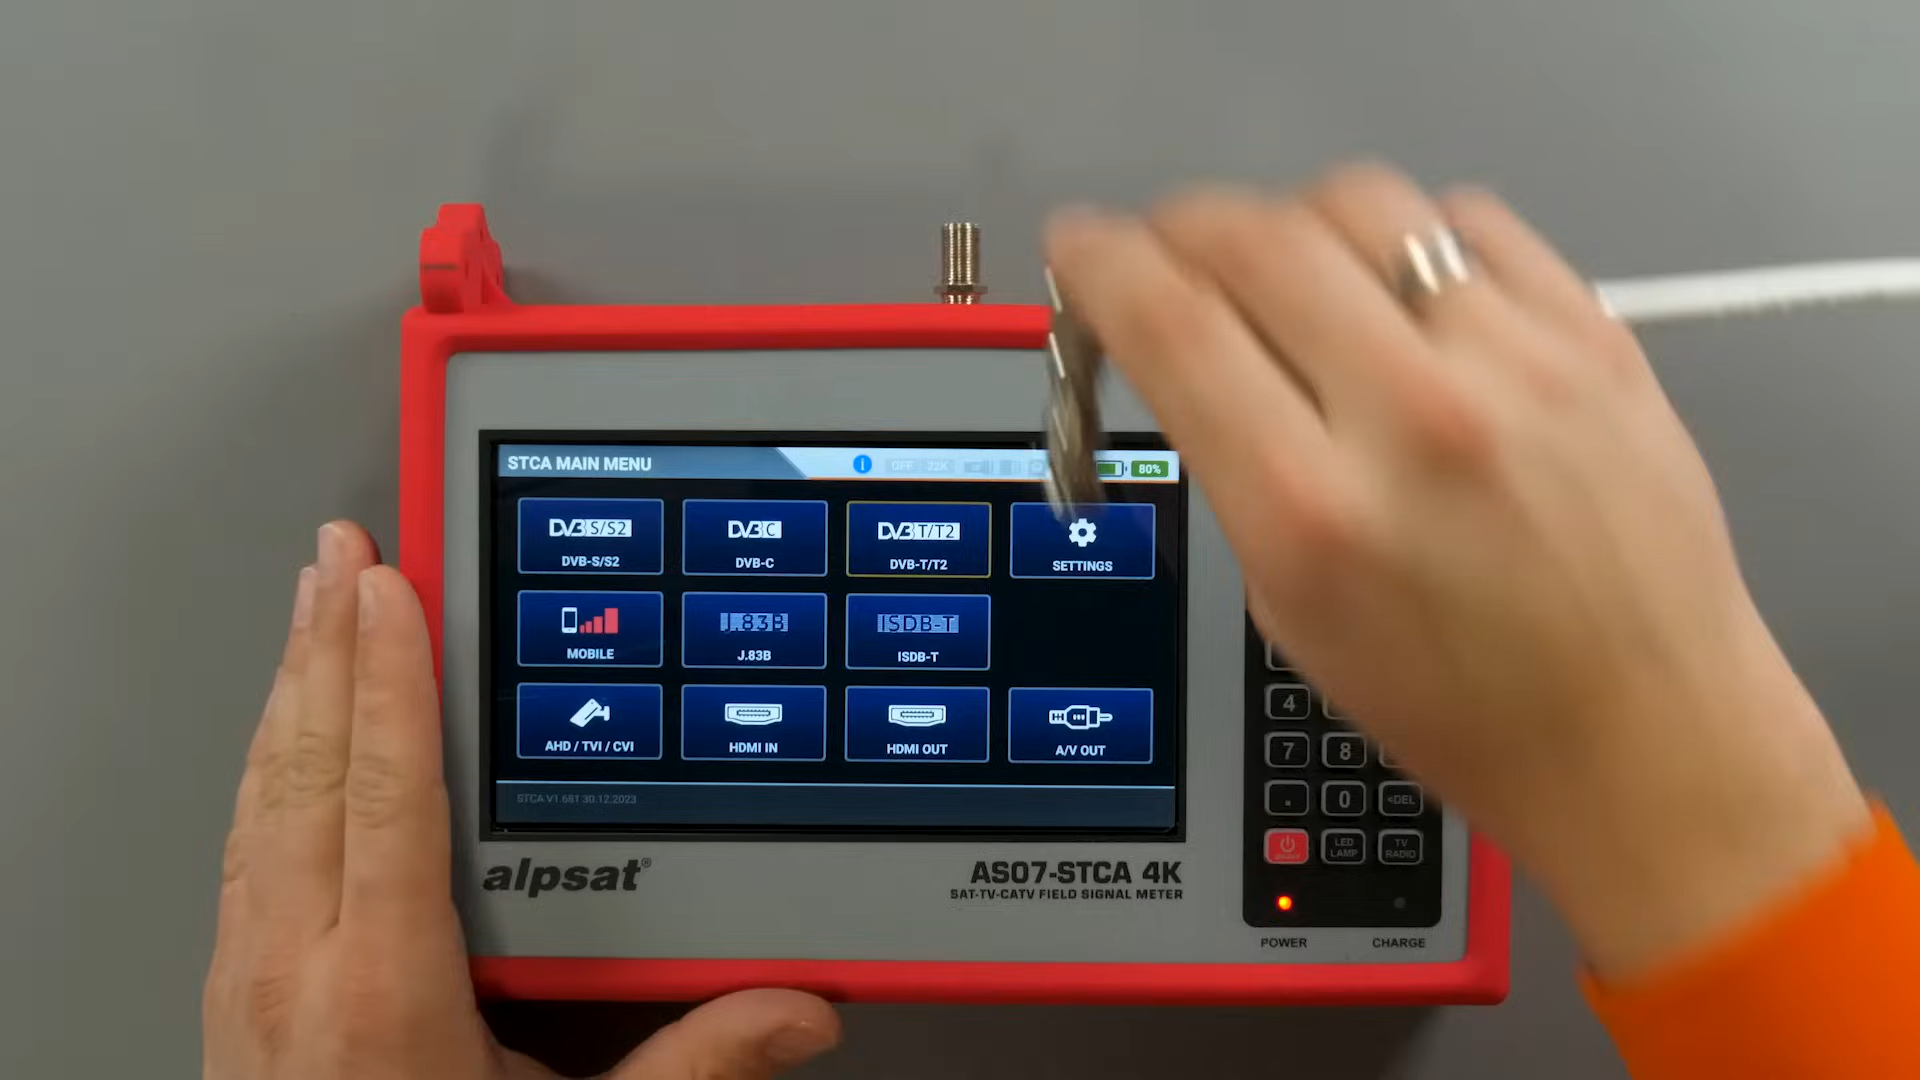 STCA MAIN MENU
i OFF 22K 80%
DVB S/S2 DVB C DVB T/T2
DVB-S/S2 DVB-C DVB-T/T2 SETTINGS
J.83B ISDB-T
MOBILE J.83B ISDB-T
AHD / TVI / CVI HDMI IN HDMI OUT A/V OUT
STCA V1.681 30.12.2023
alpsat®
AS07-STCA 4K
SAT-TV-CATV FIELD SIGNAL METER
4
7 8
. 0 <DEL
LED LAMP TV RADIO
POWER CHARGE